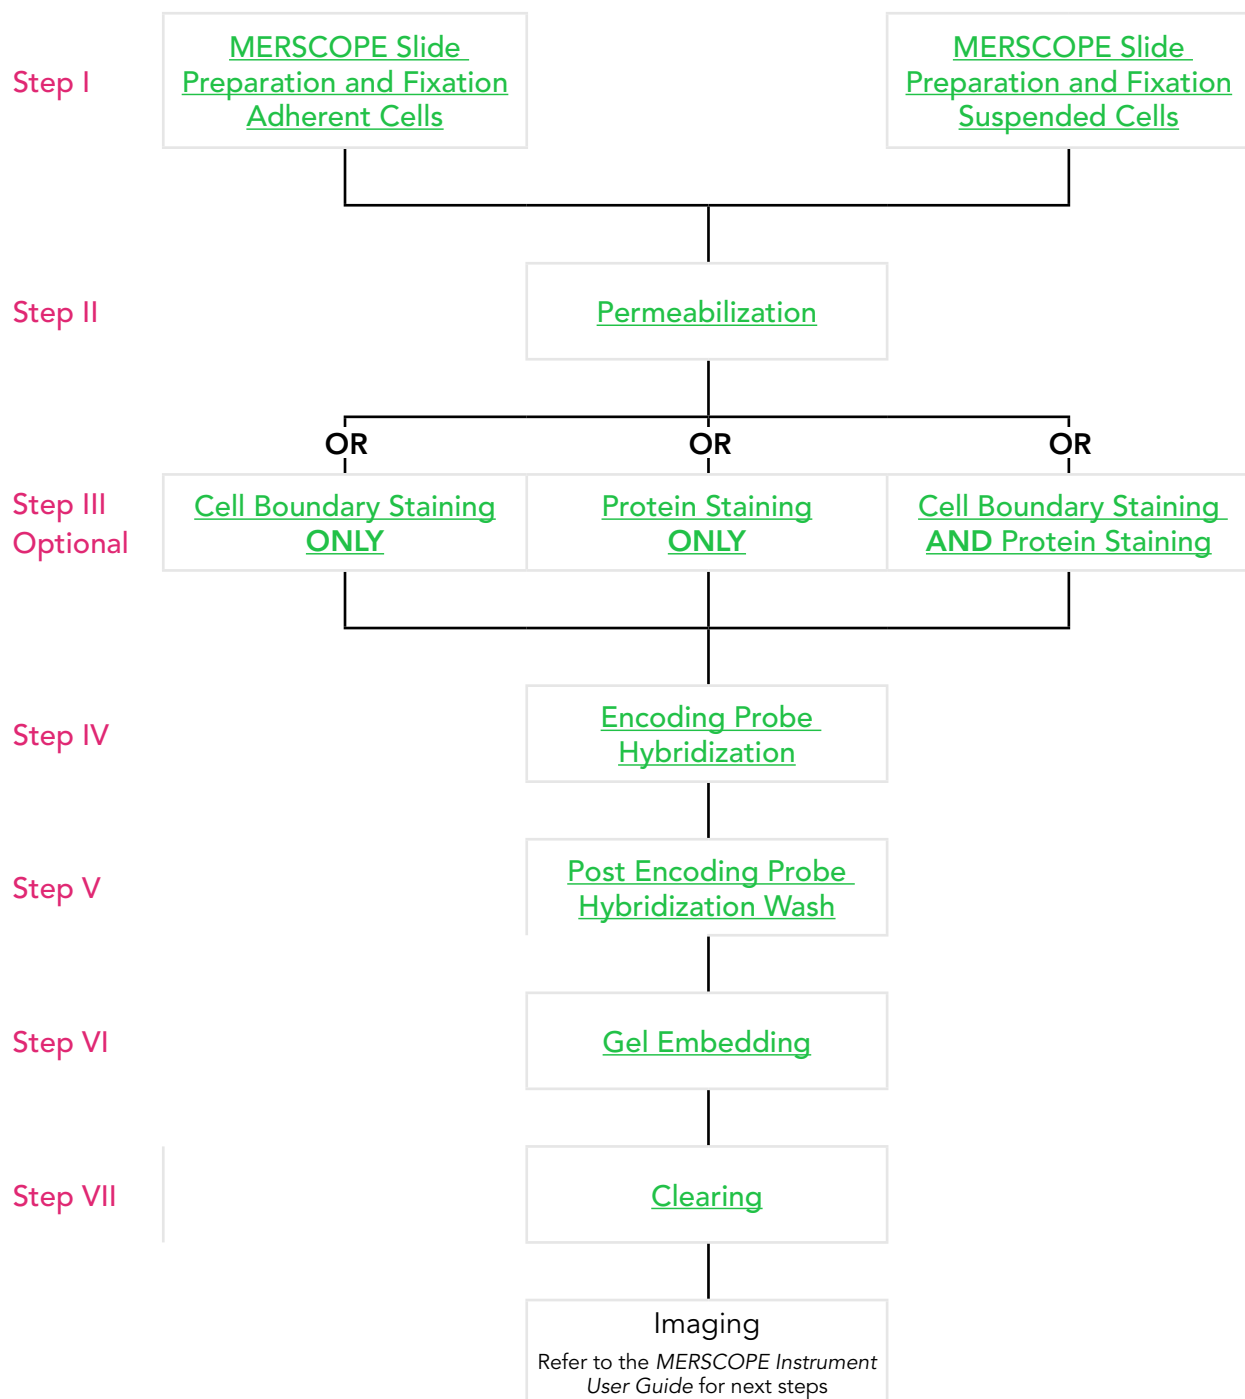 Step I
MERSCOPE Slide
Preparation and Fixation
Adherent Cells
MERSCOPE Slide
Preparation and Fixation
Suspended Cells
Step II
Permeabilization
OR
OR
OR
Step III
Optional
Cell Boundary Staining
ONLY
Protein Staining
ONLY
Cell Boundary Staining
AND Protein Staining
Step IV
Encoding Probe
Hybridization
Step V
Post Encoding Probe
Hybridization Wash
Step VI
Gel Embedding
Step VII
Clearing
Imaging
Refer to the MERSCOPE Instrument
User Guide for next steps